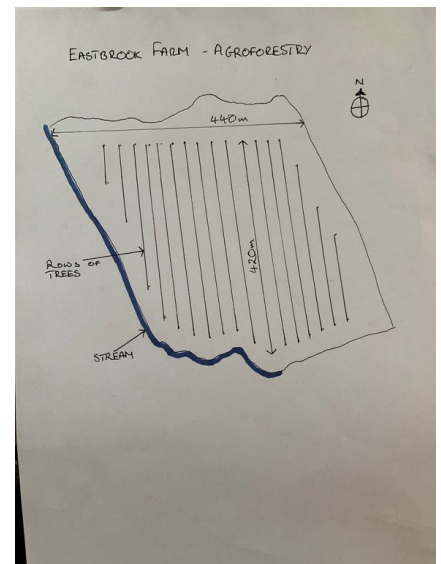 EASTBROOK FARM - AGROFORESTRY
N
440m
420m
ROWS OF
TREES
STREAM